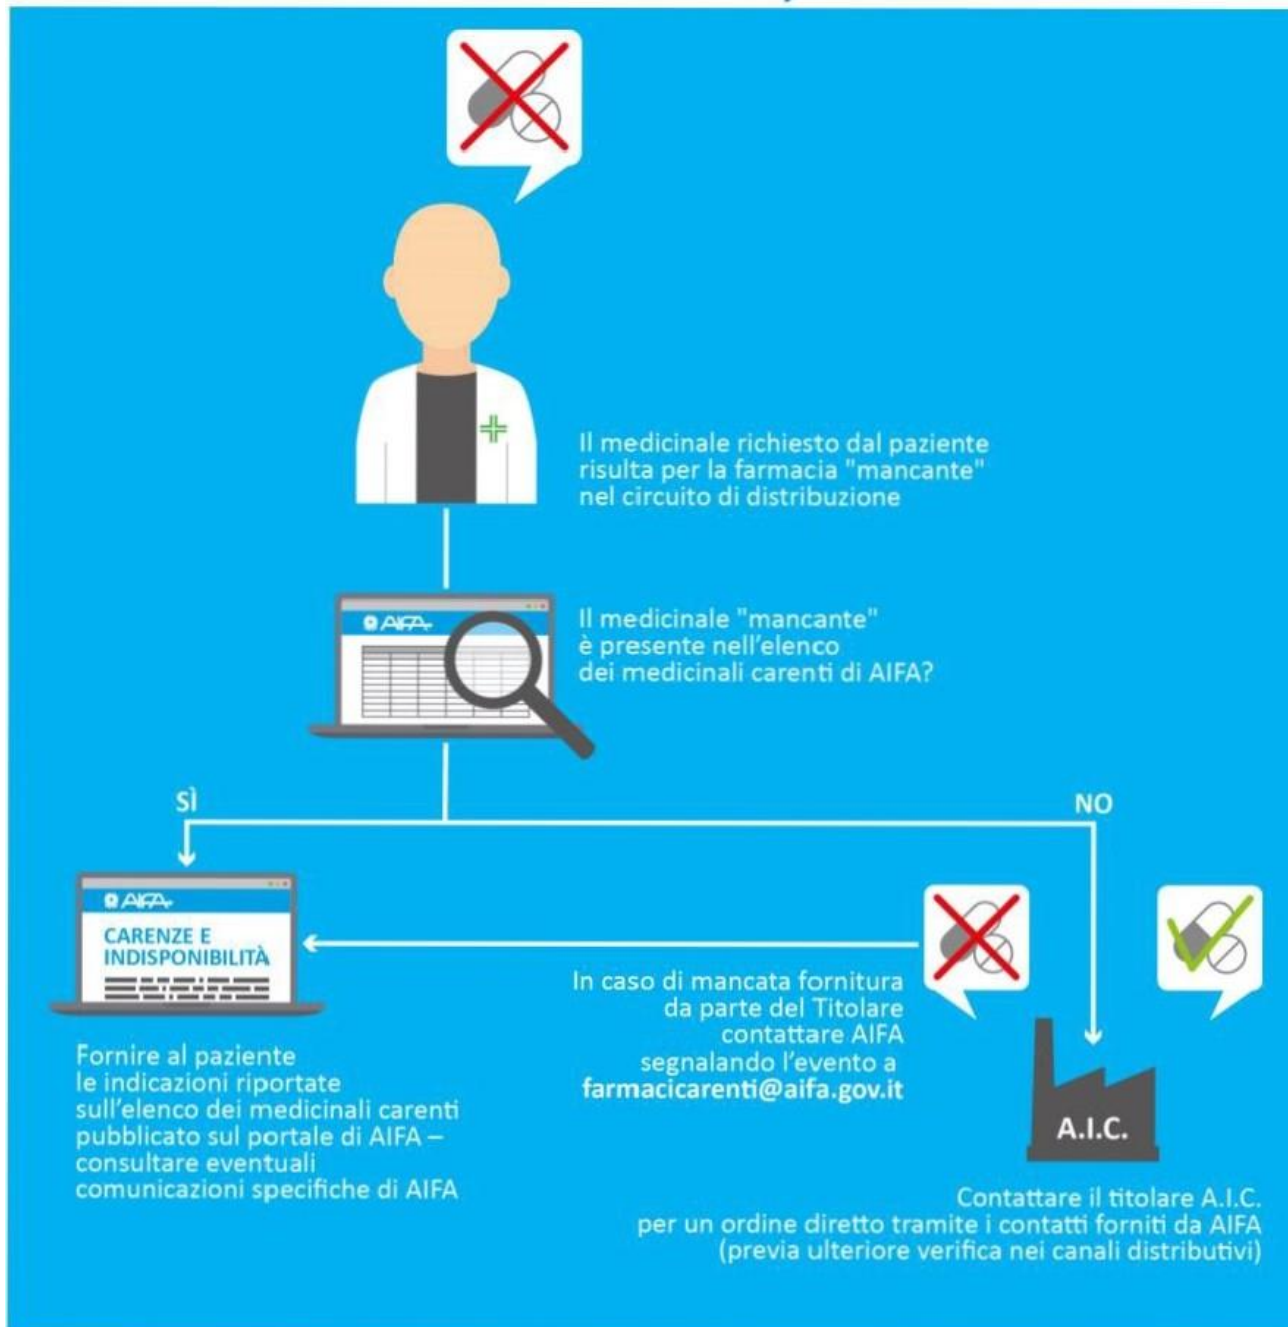 Il medicinale richiesto dal paziente
risulta per la farmacia "mancante"
nel circuito di distribuzione
AIFA
Il medicinale "mancante"
è presente nell'elenco
dei medicinali carenti di AIFA?
SÌ
NO
AIFA
CARENZE E
INDISPONIBILITÀ
In caso di mancata fornitura
da parte del Titolare
contattare AIFA
segnalando l'evento a
farmacicarenti@aifa.gov.it
Fornire al paziente
le indicazioni riportate
sull'elenco dei medicinali carenti
pubblicato sul portale di AIFA –
consultare eventuali
comunicazioni specifiche di AIFA
A.I.C.
Contattare il titolare A.I.C.
per un ordine diretto tramite i contatti forniti da AIFA
(previa ulteriore verifica nei canali distributivi)